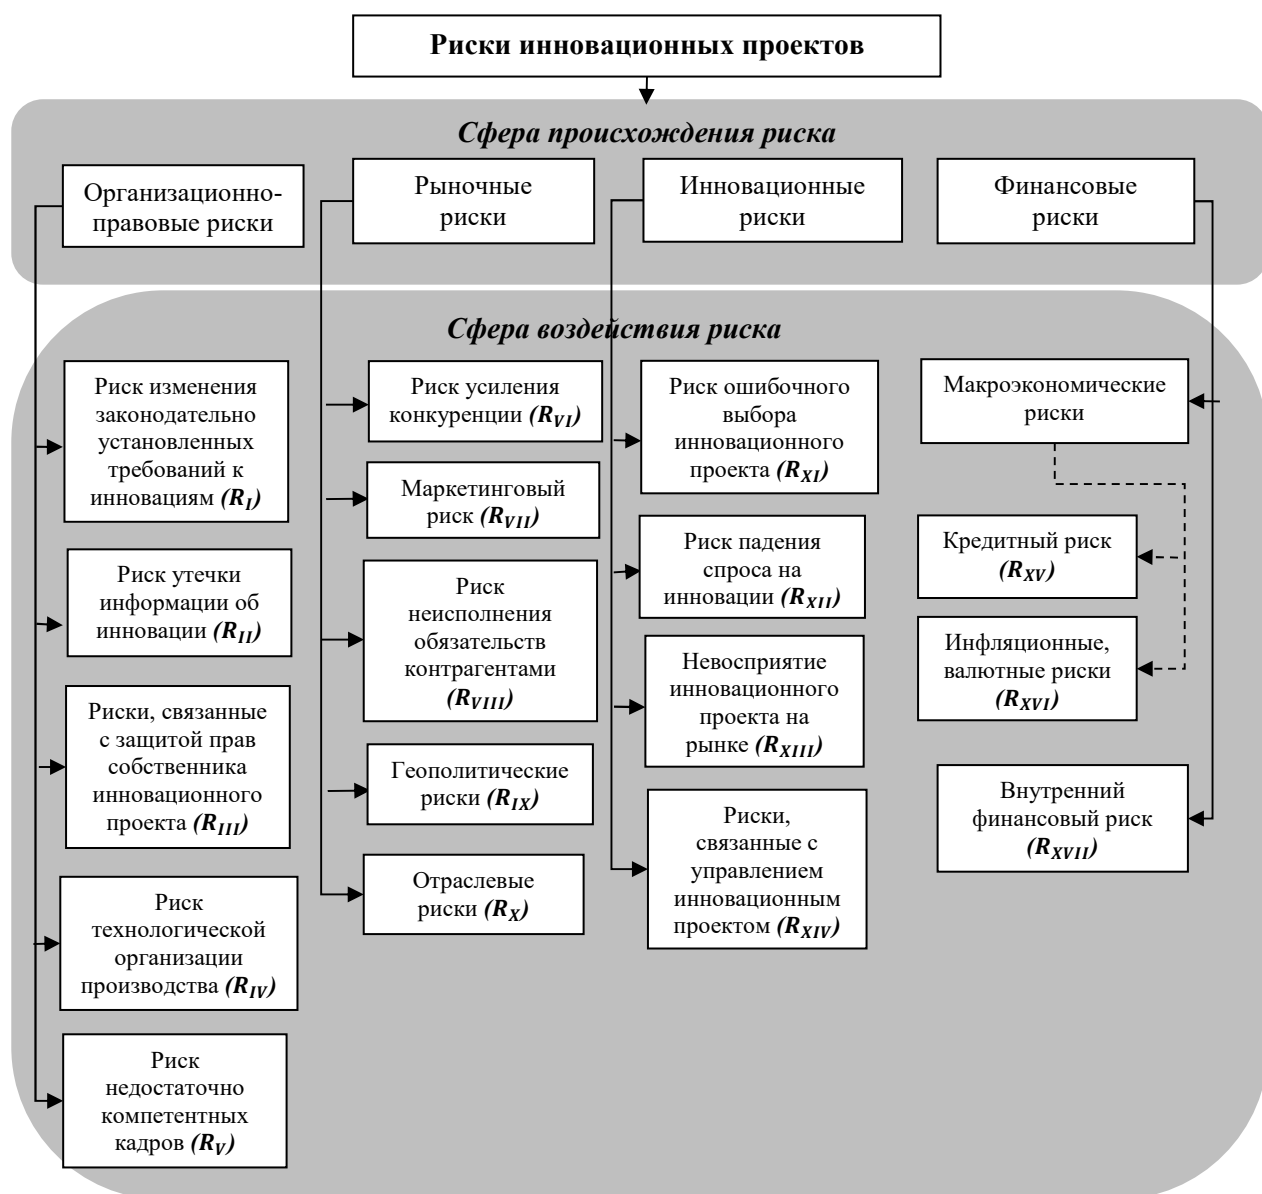 Риски инновационных проектов
Сфера происхождения риска
Организационно-
правовые риски
Рыночные
риски
Инновационные
риски
Финансовые
риски
Сфера воздействия риска
Риск изменения
законодательно
установленных
требований к
инновациям (R_I)
Риск утечки
информации об
инновации (R_II)
Риски, связанные
с защитой прав
собственника
инновационного
проекта (R_III)
Риск
технологической
организации
производства (R_IV)
Риск
недостаточно
компетентных
кадров (R_V)
Риск усиления
конкуренции (R_VI)
Маркетинговый
риск (R_VII)
Риск
неисполнения
обязательств
контрагентами
(R_VIII)
Геополитические
риски (R_IX)
Отраслевые
риски (R_X)
Риск ошибочного
выбора
инновационного
проекта (R_XI)
Риск падения
спроса на
инновации (R_XII)
Невосприятие
инновационного
проекта на
рынке (R_XIII)
Риски,
связанные с
управлением
инновационным
проектом (R_XIV)
Макроэкономические
риски
Кредитный риск
(R_XV)
Инфляционные,
валютные риски
(R_XVI)
Внутренний
финансовый риск
(R_XVII)